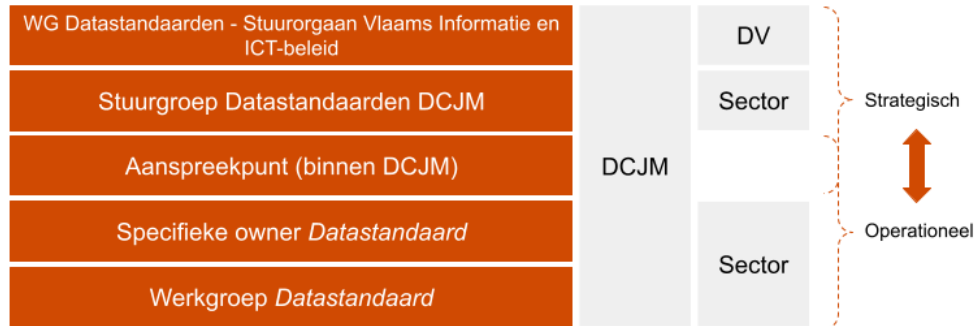 WG Datastandaarden - Stuurorgaan Vlaams Informatie en
ICT-beleid
DV
Stuurgroep Datastandaarden DCJM
Sector
Strategisch
Aanspreekpunt (binnen DCJM)
DCJM
Specifieke owner Datastandaard
Operationeel
Sector
Werkgroep Datastandaard